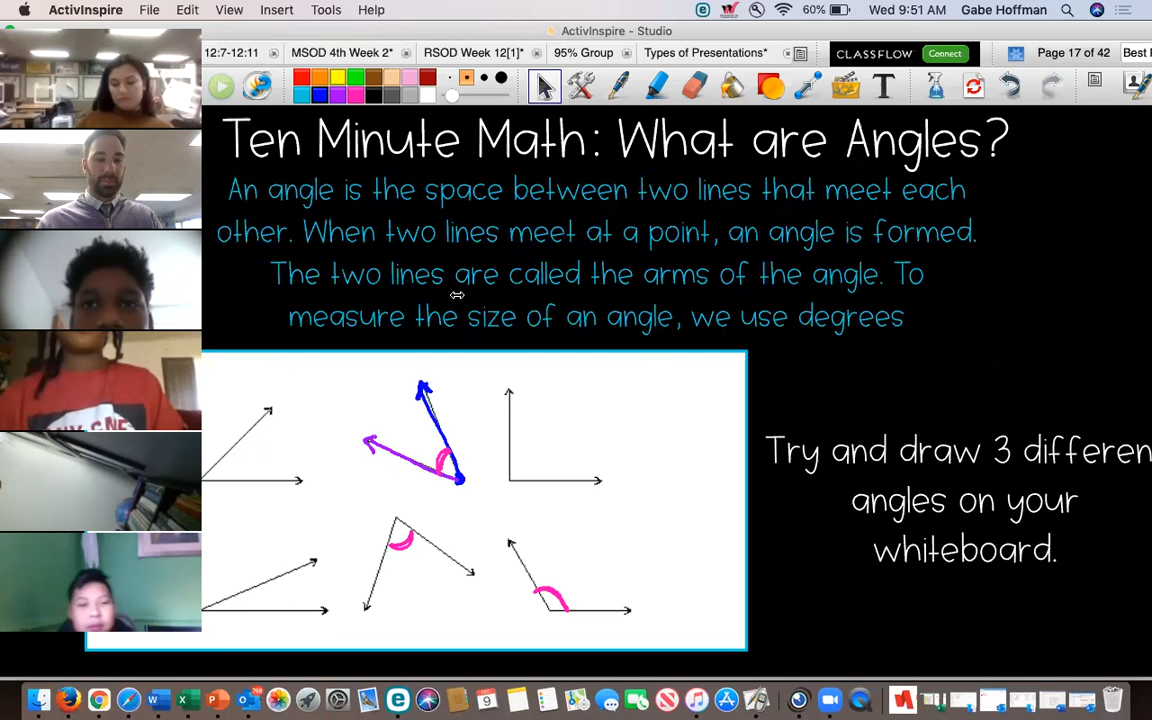 ActivInspire File Edit View Insert Tools Help 60% Wed 9:51 AM Gabe Hoffman
ActivInspire - Studio
12:7-12:11 MSOD 4th Week 2* RSOD Week 12[1]* 95% Group Types of Presentations* CLASSFLOW Connect Page 17 of 42 Best
Ten Minute Math: What are Angles?
An angle is the space between two lines that meet each
other. When two lines meet at a point, an angle is formed.
The two lines are called the arms of the angle. To
measure the size of an angle, we use degrees
Try and draw 3 differen
angles on your
whiteboard.